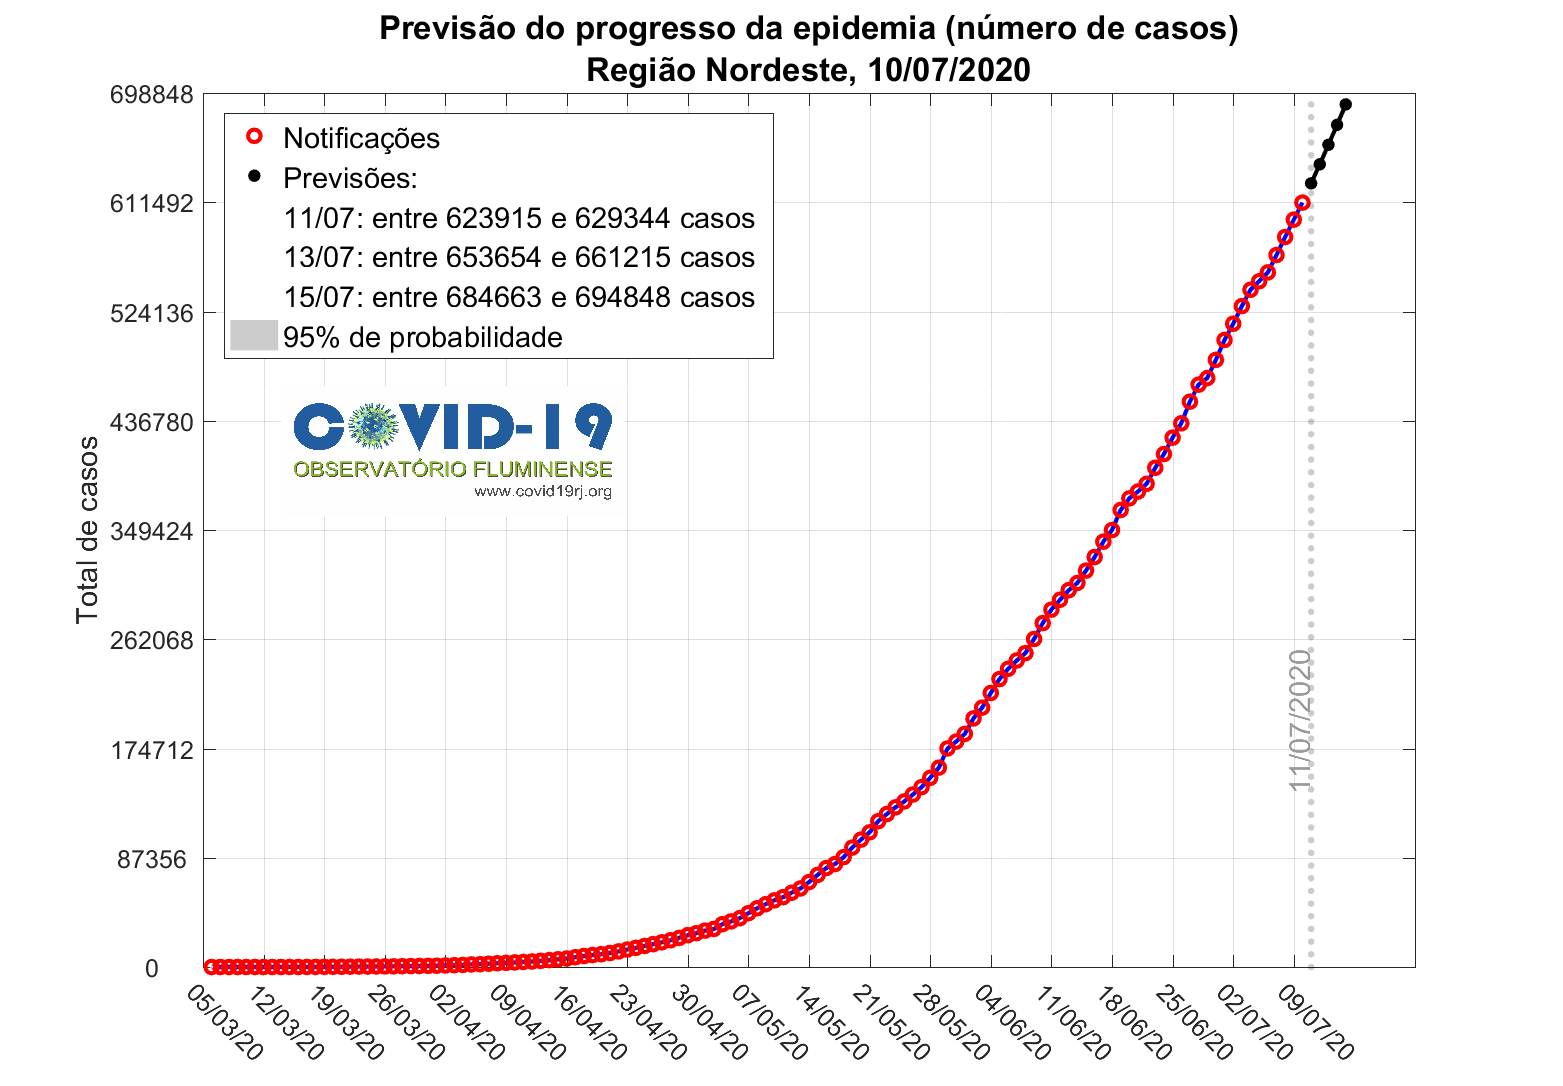 Previsão do progresso da epidemia (número de casos)
Região Nordeste, 10/07/2020
698848
611492
524136
436780
349424
262068
174712
87356
0
Total de casos
Notificações
Previsões:
11/07: entre 623915 e 629344 casos
13/07: entre 653654 e 661215 casos
15/07: entre 684663 e 694848 casos
95% de probabilidade
COVID-19
OBSERVATÓRIO FLUMINENSE
www.covid19rj.org
11/07/2020
05/03/20
12/03/20
19/03/20
26/03/20
02/04/20
09/04/20
16/04/20
23/04/20
30/04/20
07/05/20
14/05/20
21/05/20
28/05/20
04/06/20
11/06/20
18/06/20
25/06/20
02/07/20
09/07/20